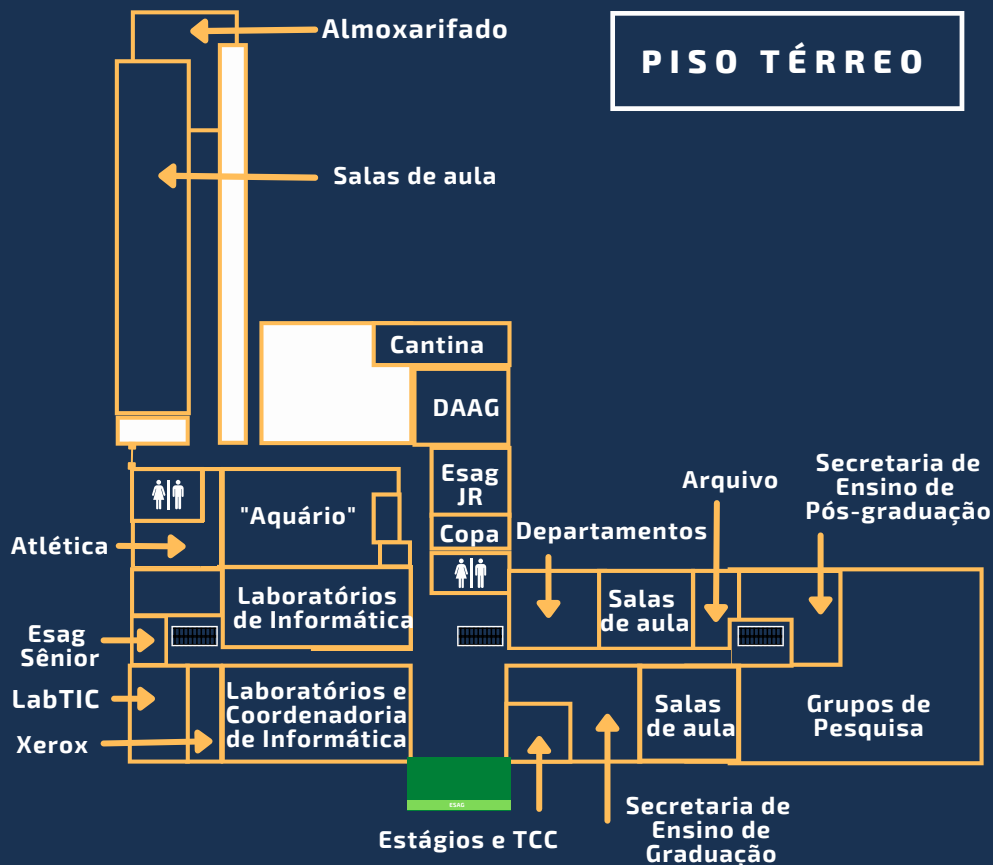 Almoxarifado
PISO TÉRREO
Salas de aula
Cantina
DAAG
Esag
JR
Copa
"Aquário"
Atlética
Arquivo
Secretaria de
Ensino de
Pós-graduação
Departamentos
Laboratórios
de Informática
Salas
de aula
Esag
Sênior
LabTIC
Xerox
Laboratórios e
Coordenadoria
de Informática
Salas
de aula
Grupos de
Pesquisa
ESAG
Estágios e TCC
Secretaria de
Ensino de
Graduação